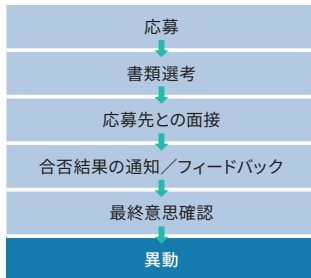 応募
書類選考
応募先との面接
合否結果の通知／フィードバック
最終意思確認
異動